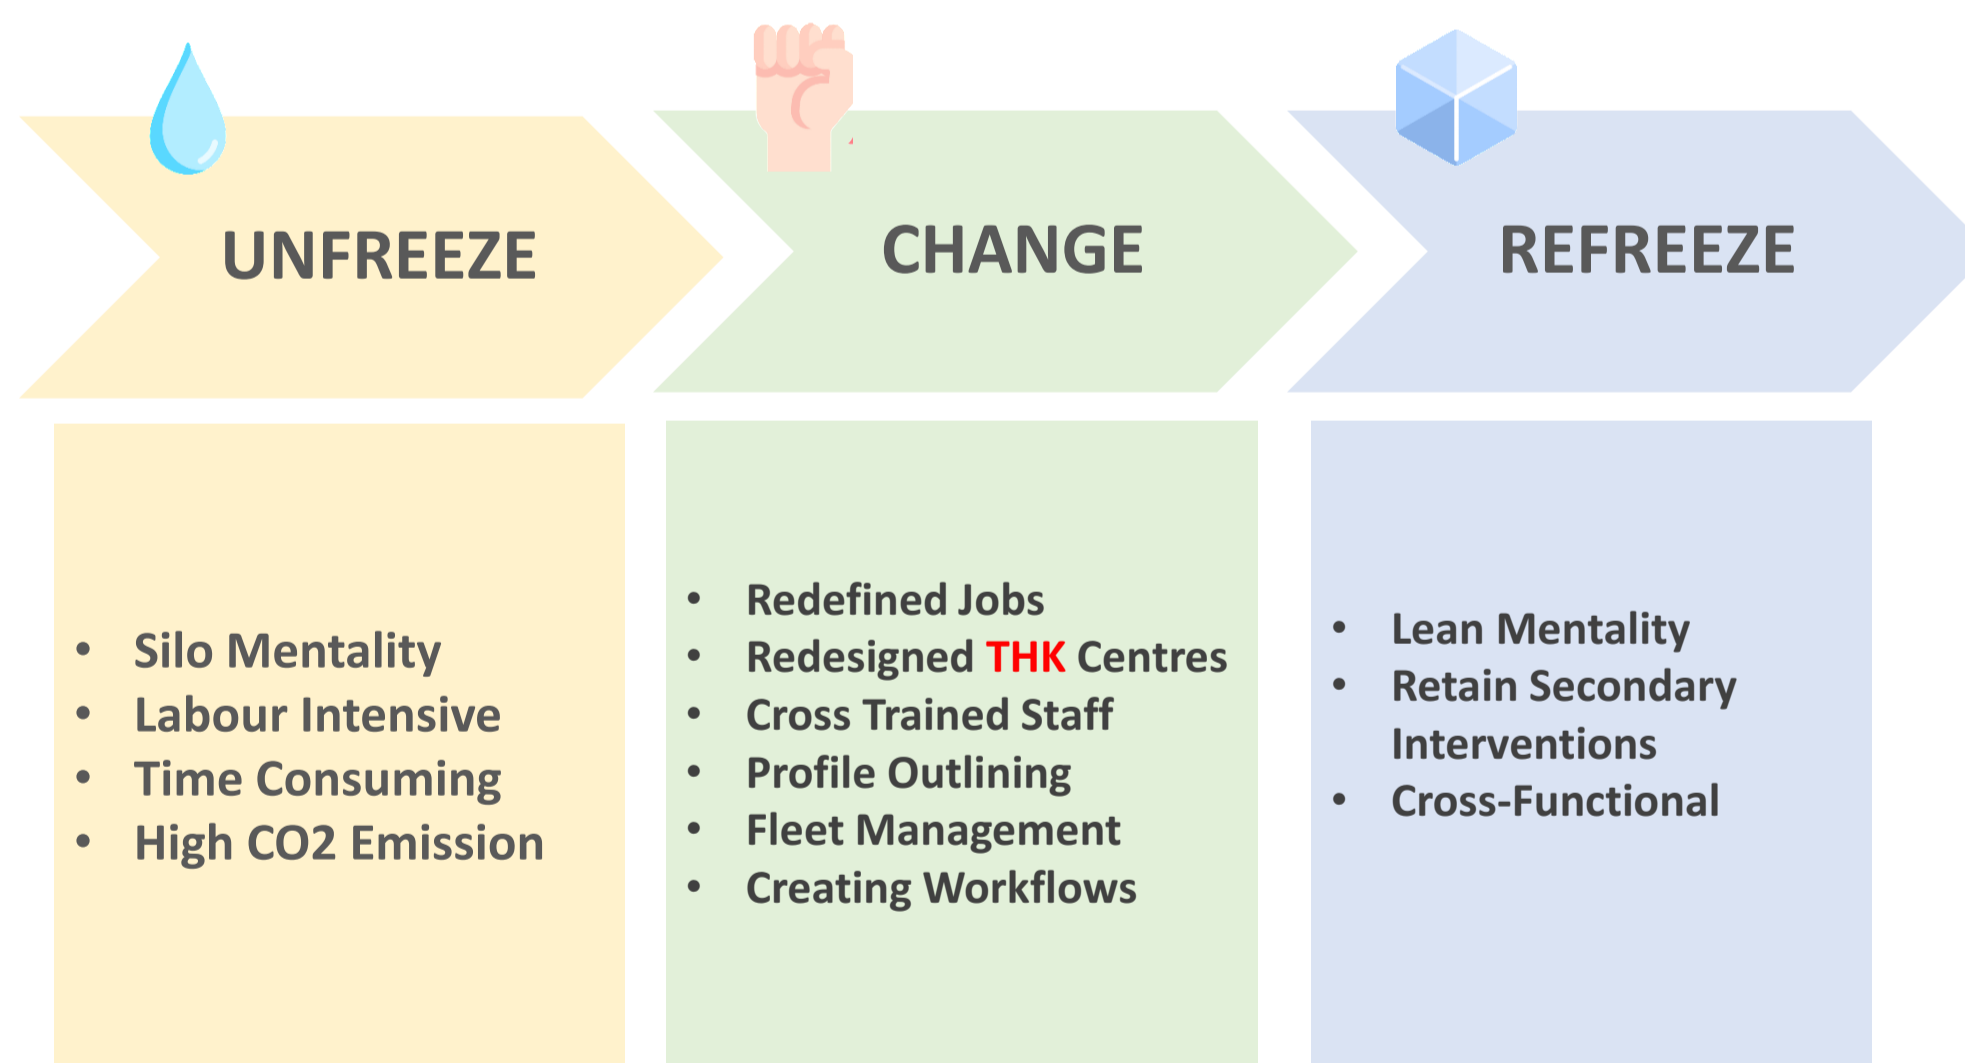 UNFREEZE
CHANGE
REFREEZE
• Silo Mentality
• Labour Intensive
• Time Consuming
• High CO2 Emission
• Redefined Jobs
• Redesigned THK Centres
• Cross Trained Staff
• Profile Outlining
• Fleet Management
• Creating Workflows
• Lean Mentality
• Retain Secondary
Interventions
• Cross-Functional